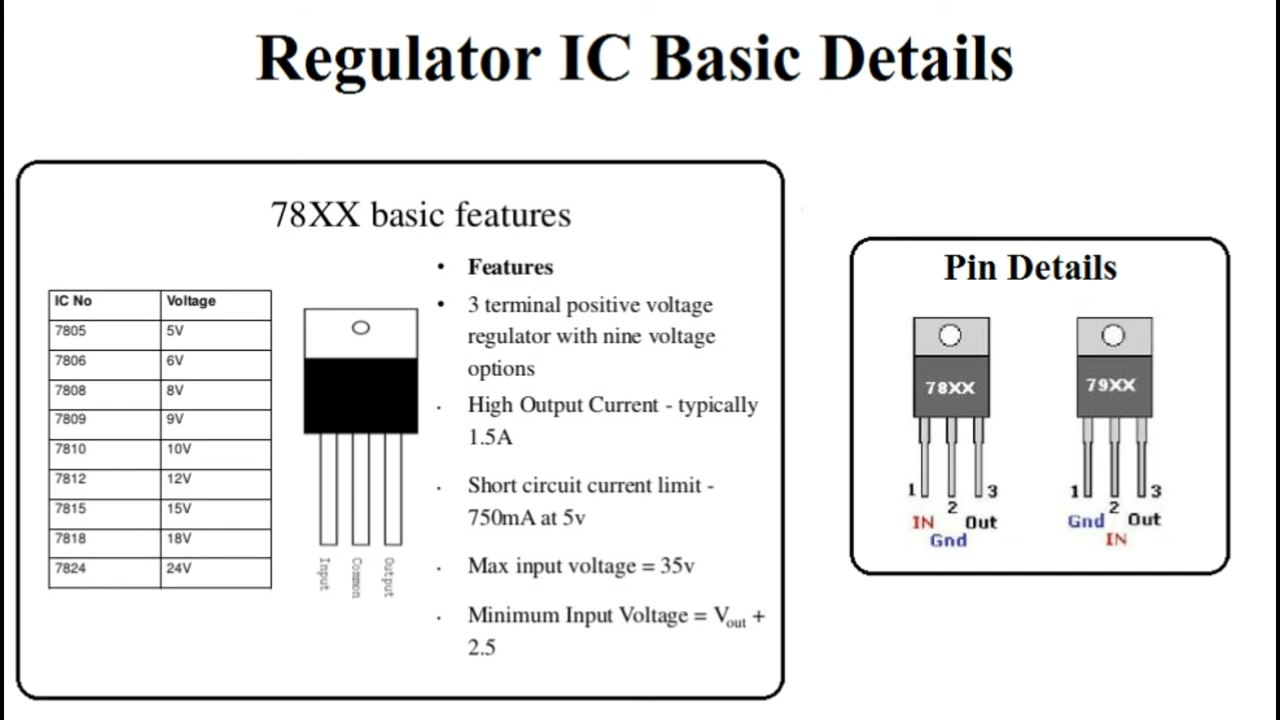 Regulator IC Basic Details
78XX basic features
IC No Voltage
7805 5V
7806 6V
7808 8V
7809 9V
7810 10V
7812 12V
7815 15V
7818 18V
7824 24V
Input
Common
Output
• Features
• 3 terminal positive voltage
regulator with nine voltage
options
. High Output Current - typically
1.5A
. Short circuit current limit -
750mA at 5v
. Max input voltage = 35v
. Minimum Input Voltage = Vout +
2.5
Pin Details
78XX
1 2 3
IN Gnd Out
79XX
1 2 3
Gnd IN Out